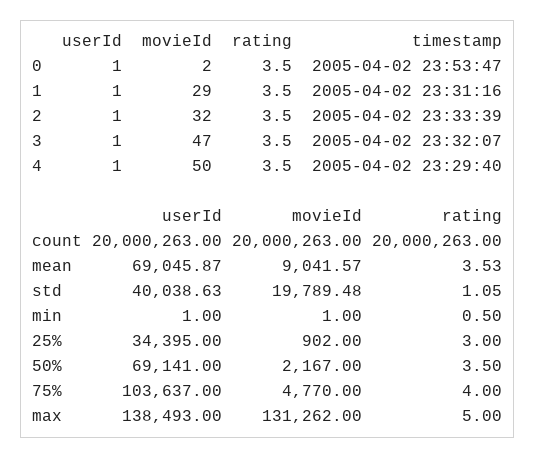 userId  movieId  rating            timestamp
0       1        2     3.5  2005-04-02 23:53:47
1       1       29     3.5  2005-04-02 23:31:16
2       1       32     3.5  2005-04-02 23:33:39
3       1       47     3.5  2005-04-02 23:32:07
4       1       50     3.5  2005-04-02 23:29:40

             userId       movieId        rating
count 20,000,263.00 20,000,263.00 20,000,263.00
mean      69,045.87      9,041.57          3.53
std       40,038.63     19,789.48          1.05
min            1.00          1.00          0.50
25%       34,395.00        902.00          3.00
50%       69,141.00      2,167.00          3.50
75%      103,637.00      4,770.00          4.00
max      138,493.00    131,262.00          5.00